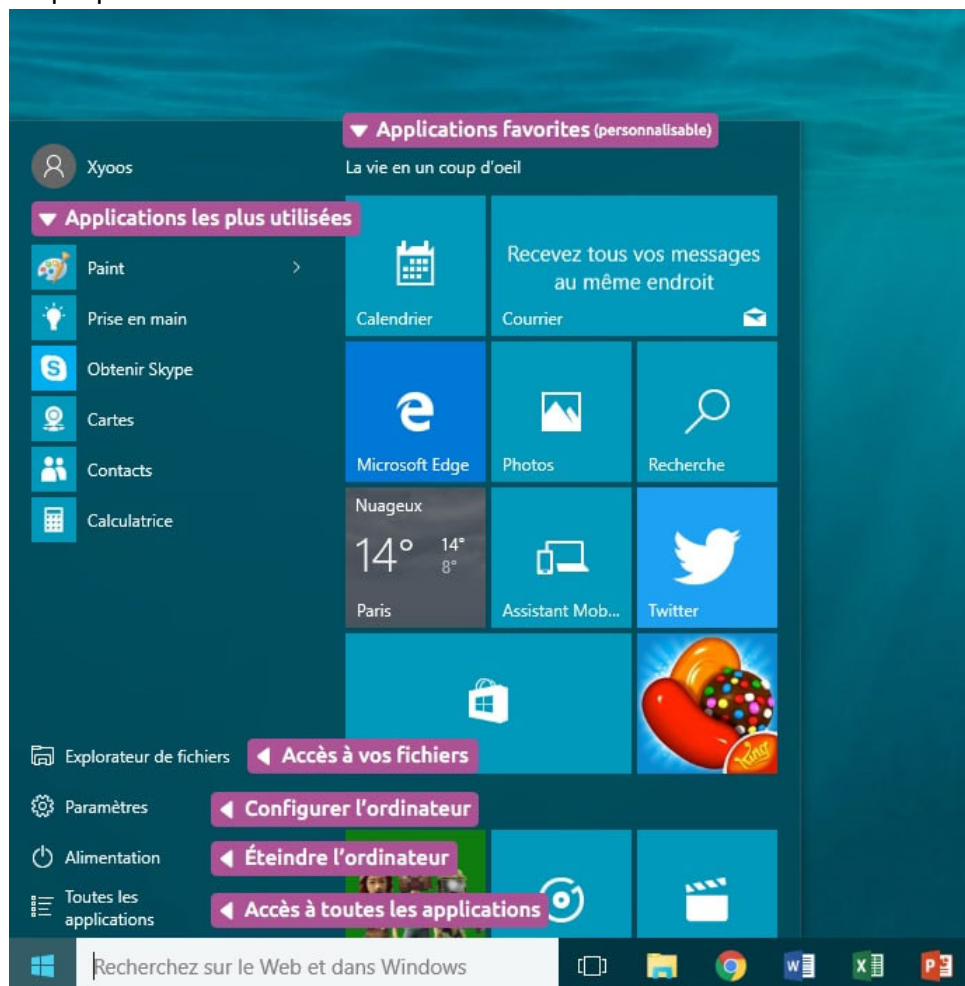 Applications favorites (personnalisable)
Xyoos
La vie en un coup d'oeil
Applications les plus utilisées
Paint
Prise en main
Obtenir Skype
Cartes
Contacts
Calculatrice
Calendrier
Recevez tous vos messages
au même endroit
Courrier
Microsoft Edge
Photos
Recherche
Nuageux
14° 14°
8°
Paris
Assistant Mob...
Twitter
King
Explorateur de fichiers
Accès à vos fichiers
Paramètres
Configurer l'ordinateur
Alimentation
Éteindre l'ordinateur
Toutes les
applications
Accès à toutes les applications
Recherchez sur le Web et dans Windows